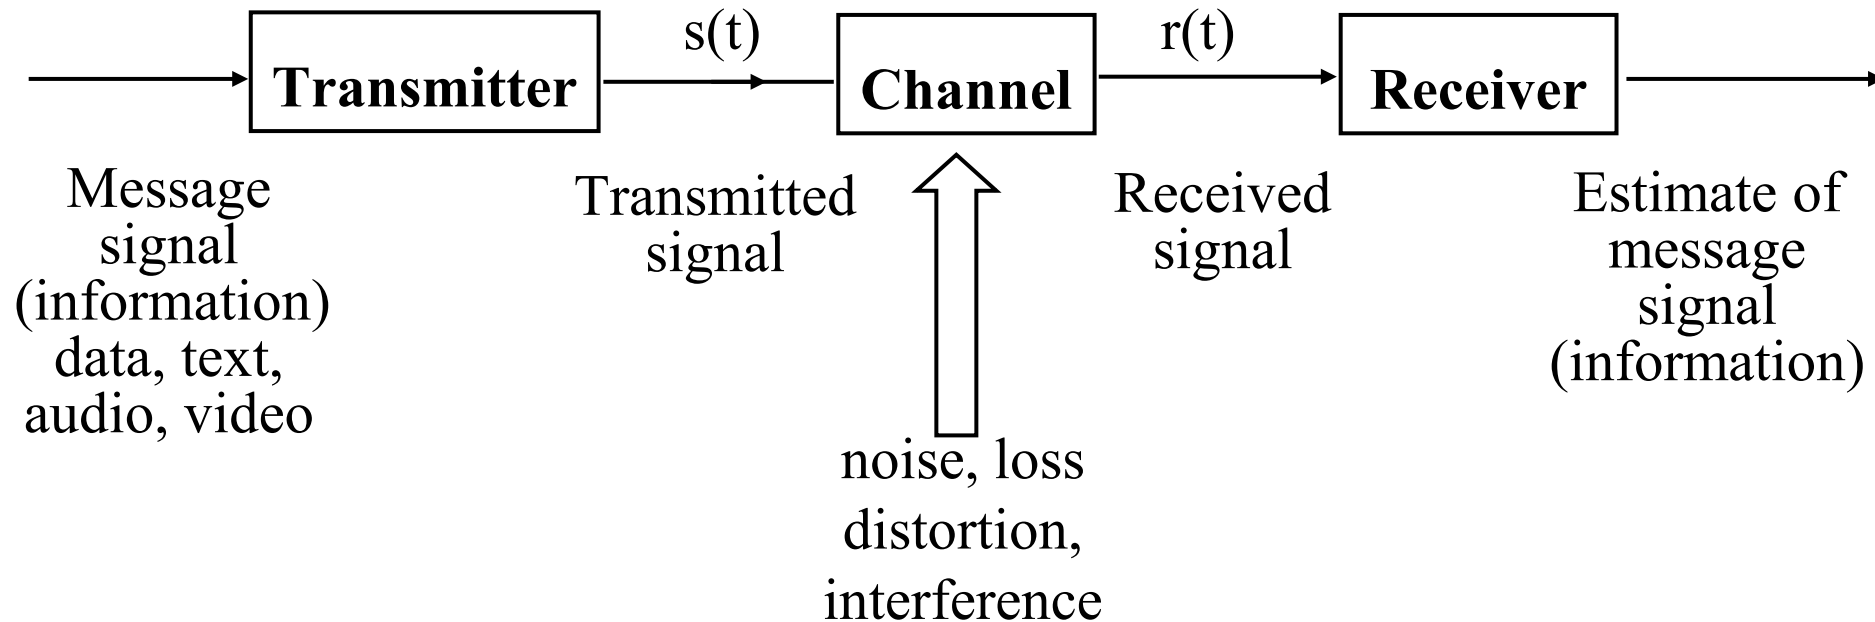 s(t)
r(t)
Transmitter
Channel
Receiver
Message
signal
(information)
data, text,
audio, video
Transmitted
signal
Received
signal
Estimate of
message
signal
(information)
noise, loss
distortion,
interference